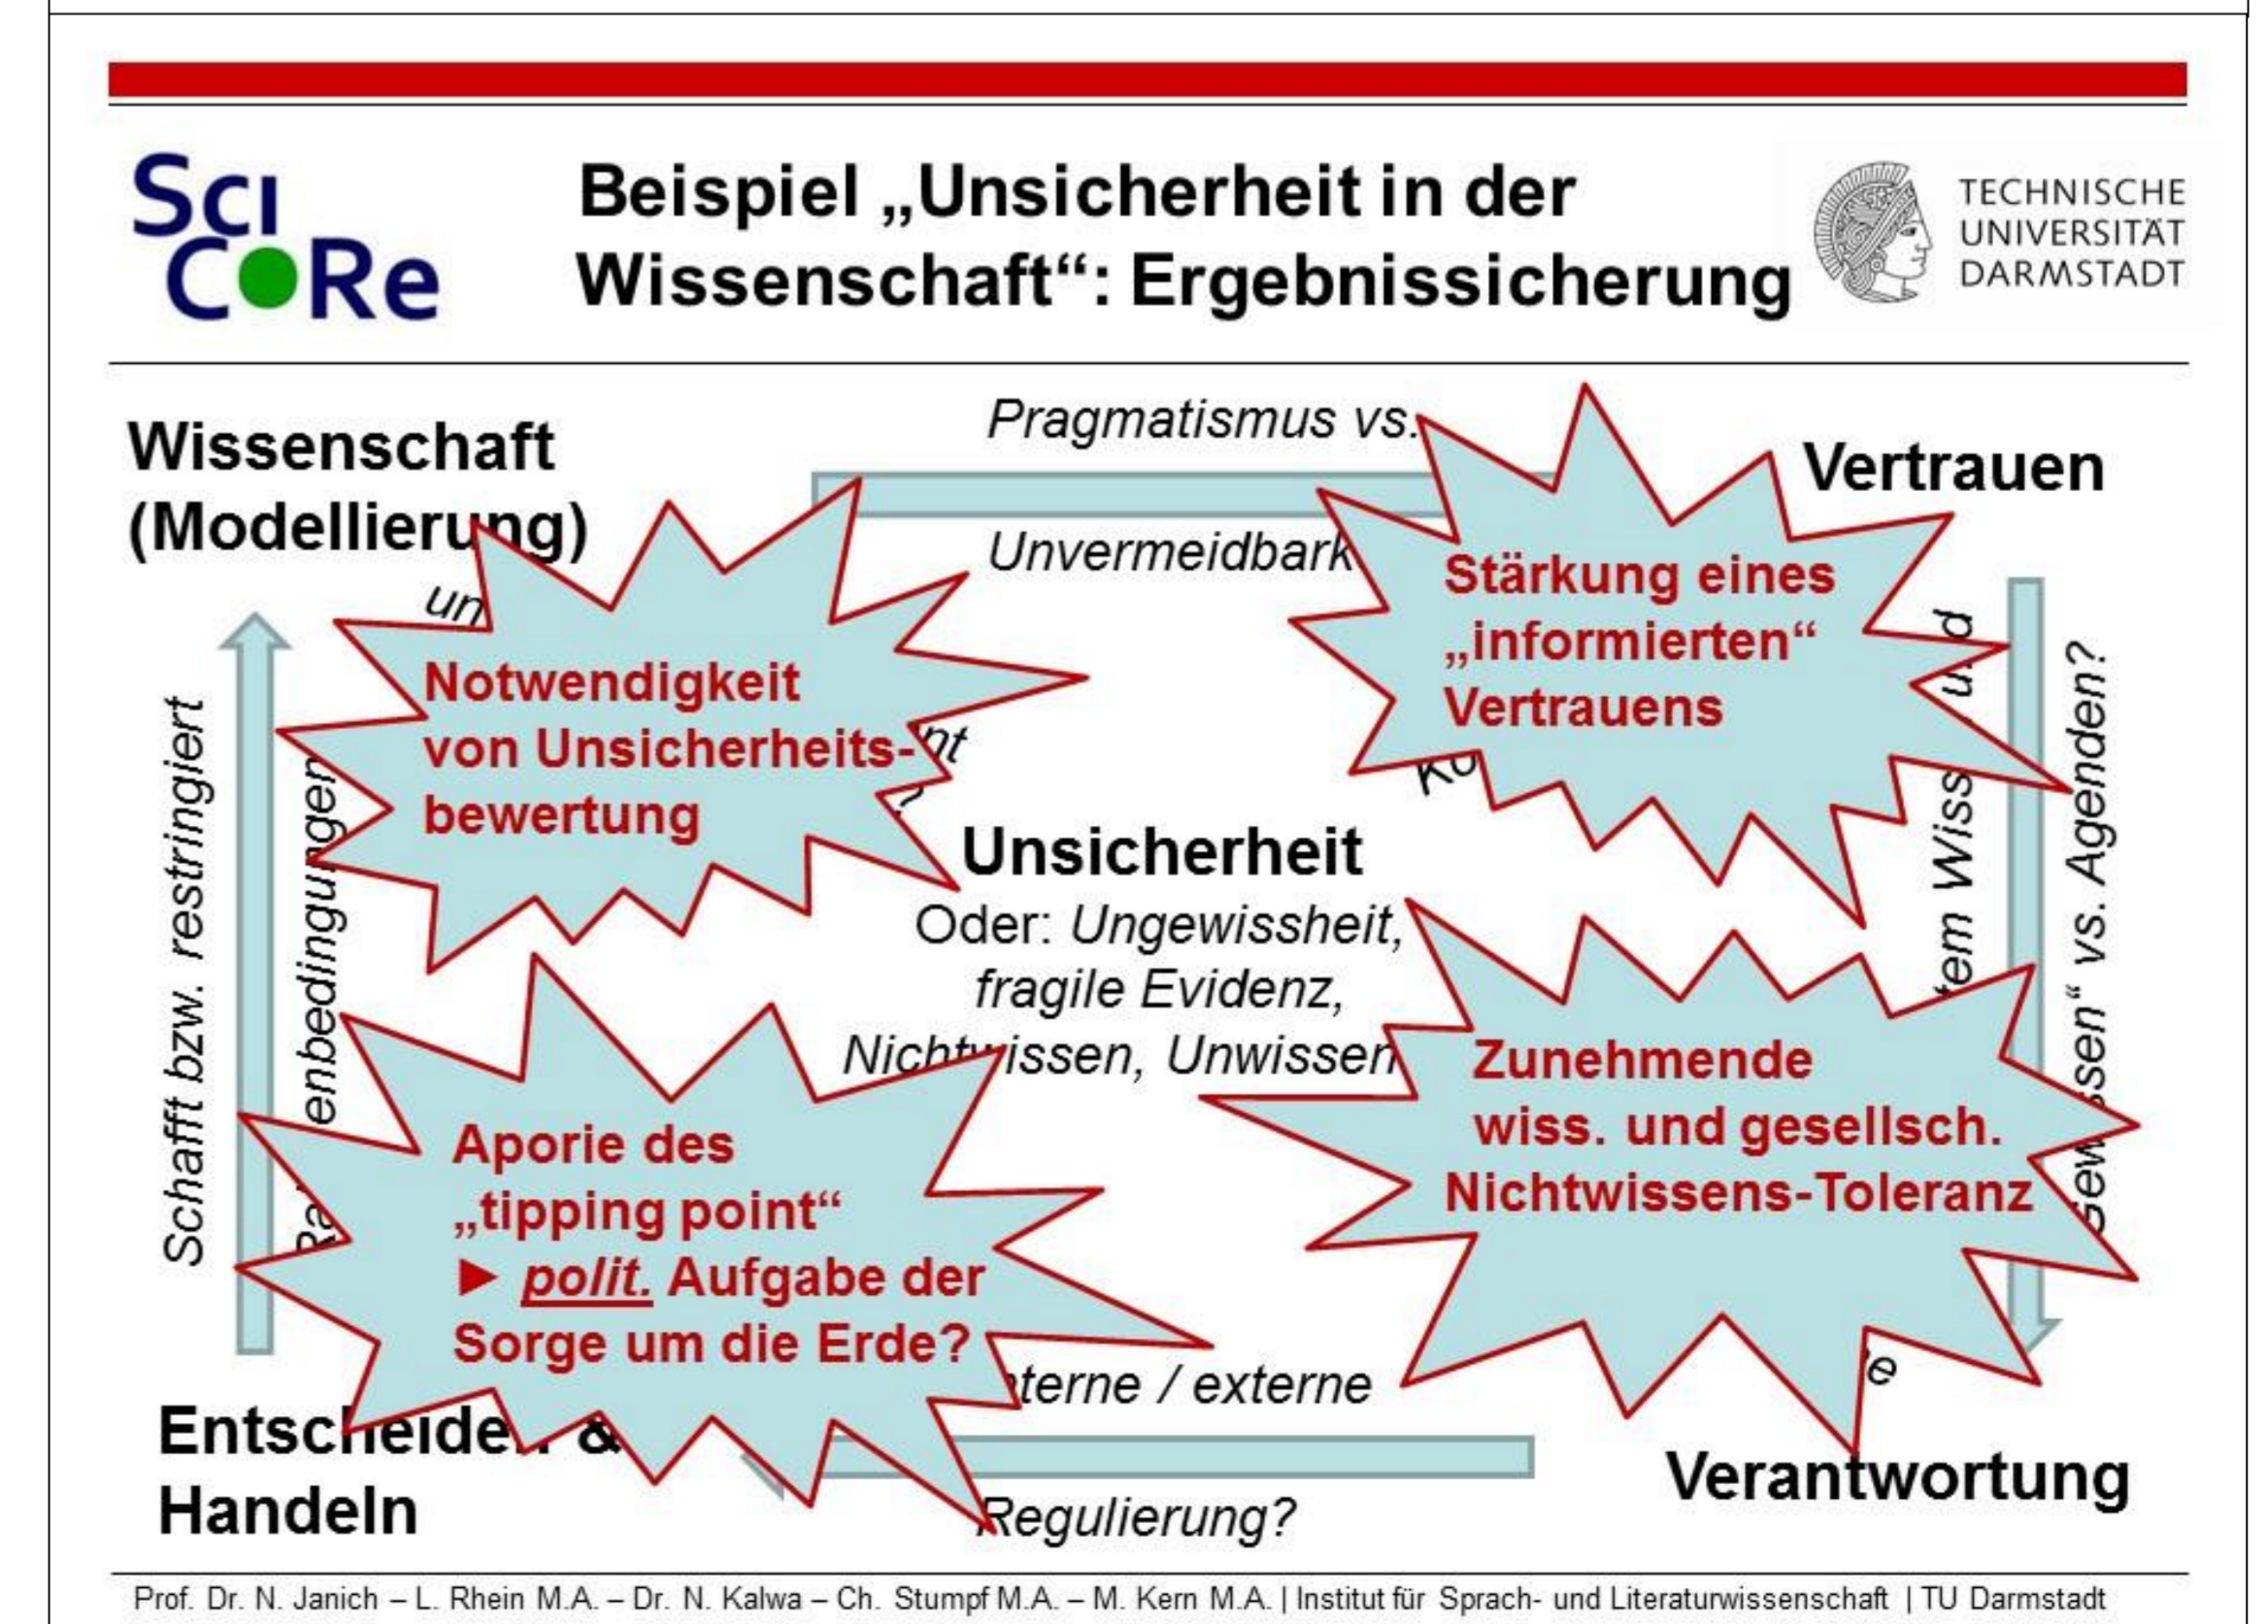 SCI
CoRe
Beispiel „Unsicherheit in der
Wissenschaft“: Ergebnissicherung
TECHNISCHE
UNIVERSITÄT
DARMSTADT
Wissenschaft
(Modellierung)
Pragmatismus vs.
Unvermeidbark
Vertrauen
Stärkung eines
„informierten“
Vertrauens
Notwendigkeit
von Unsicherheits-
bewertung
Schafft bzw. restringiert
Unsicherheit
Oder: Ungewissheit,
fragile Evidenz,
Nichtwissen, Unwissen
vs. Agenden?
Aporie des
„tipping point“
► polit. Aufgabe der
Sorge um die Erde?
Zunehmende
wiss. und gesellsch.
Nichtwissens-Toleranz
externe
/ externe
Regulierung?
Entscheiden &
Handeln
Verantwortung
Prof. Dr. N. Janich – L. Rhein M.A. – Dr. N. Kalwa – Ch. Stumpf M.A. – M. Kern M.A. | Institut für Sprach- und Literaturwissenschaft | TU Darmstadt